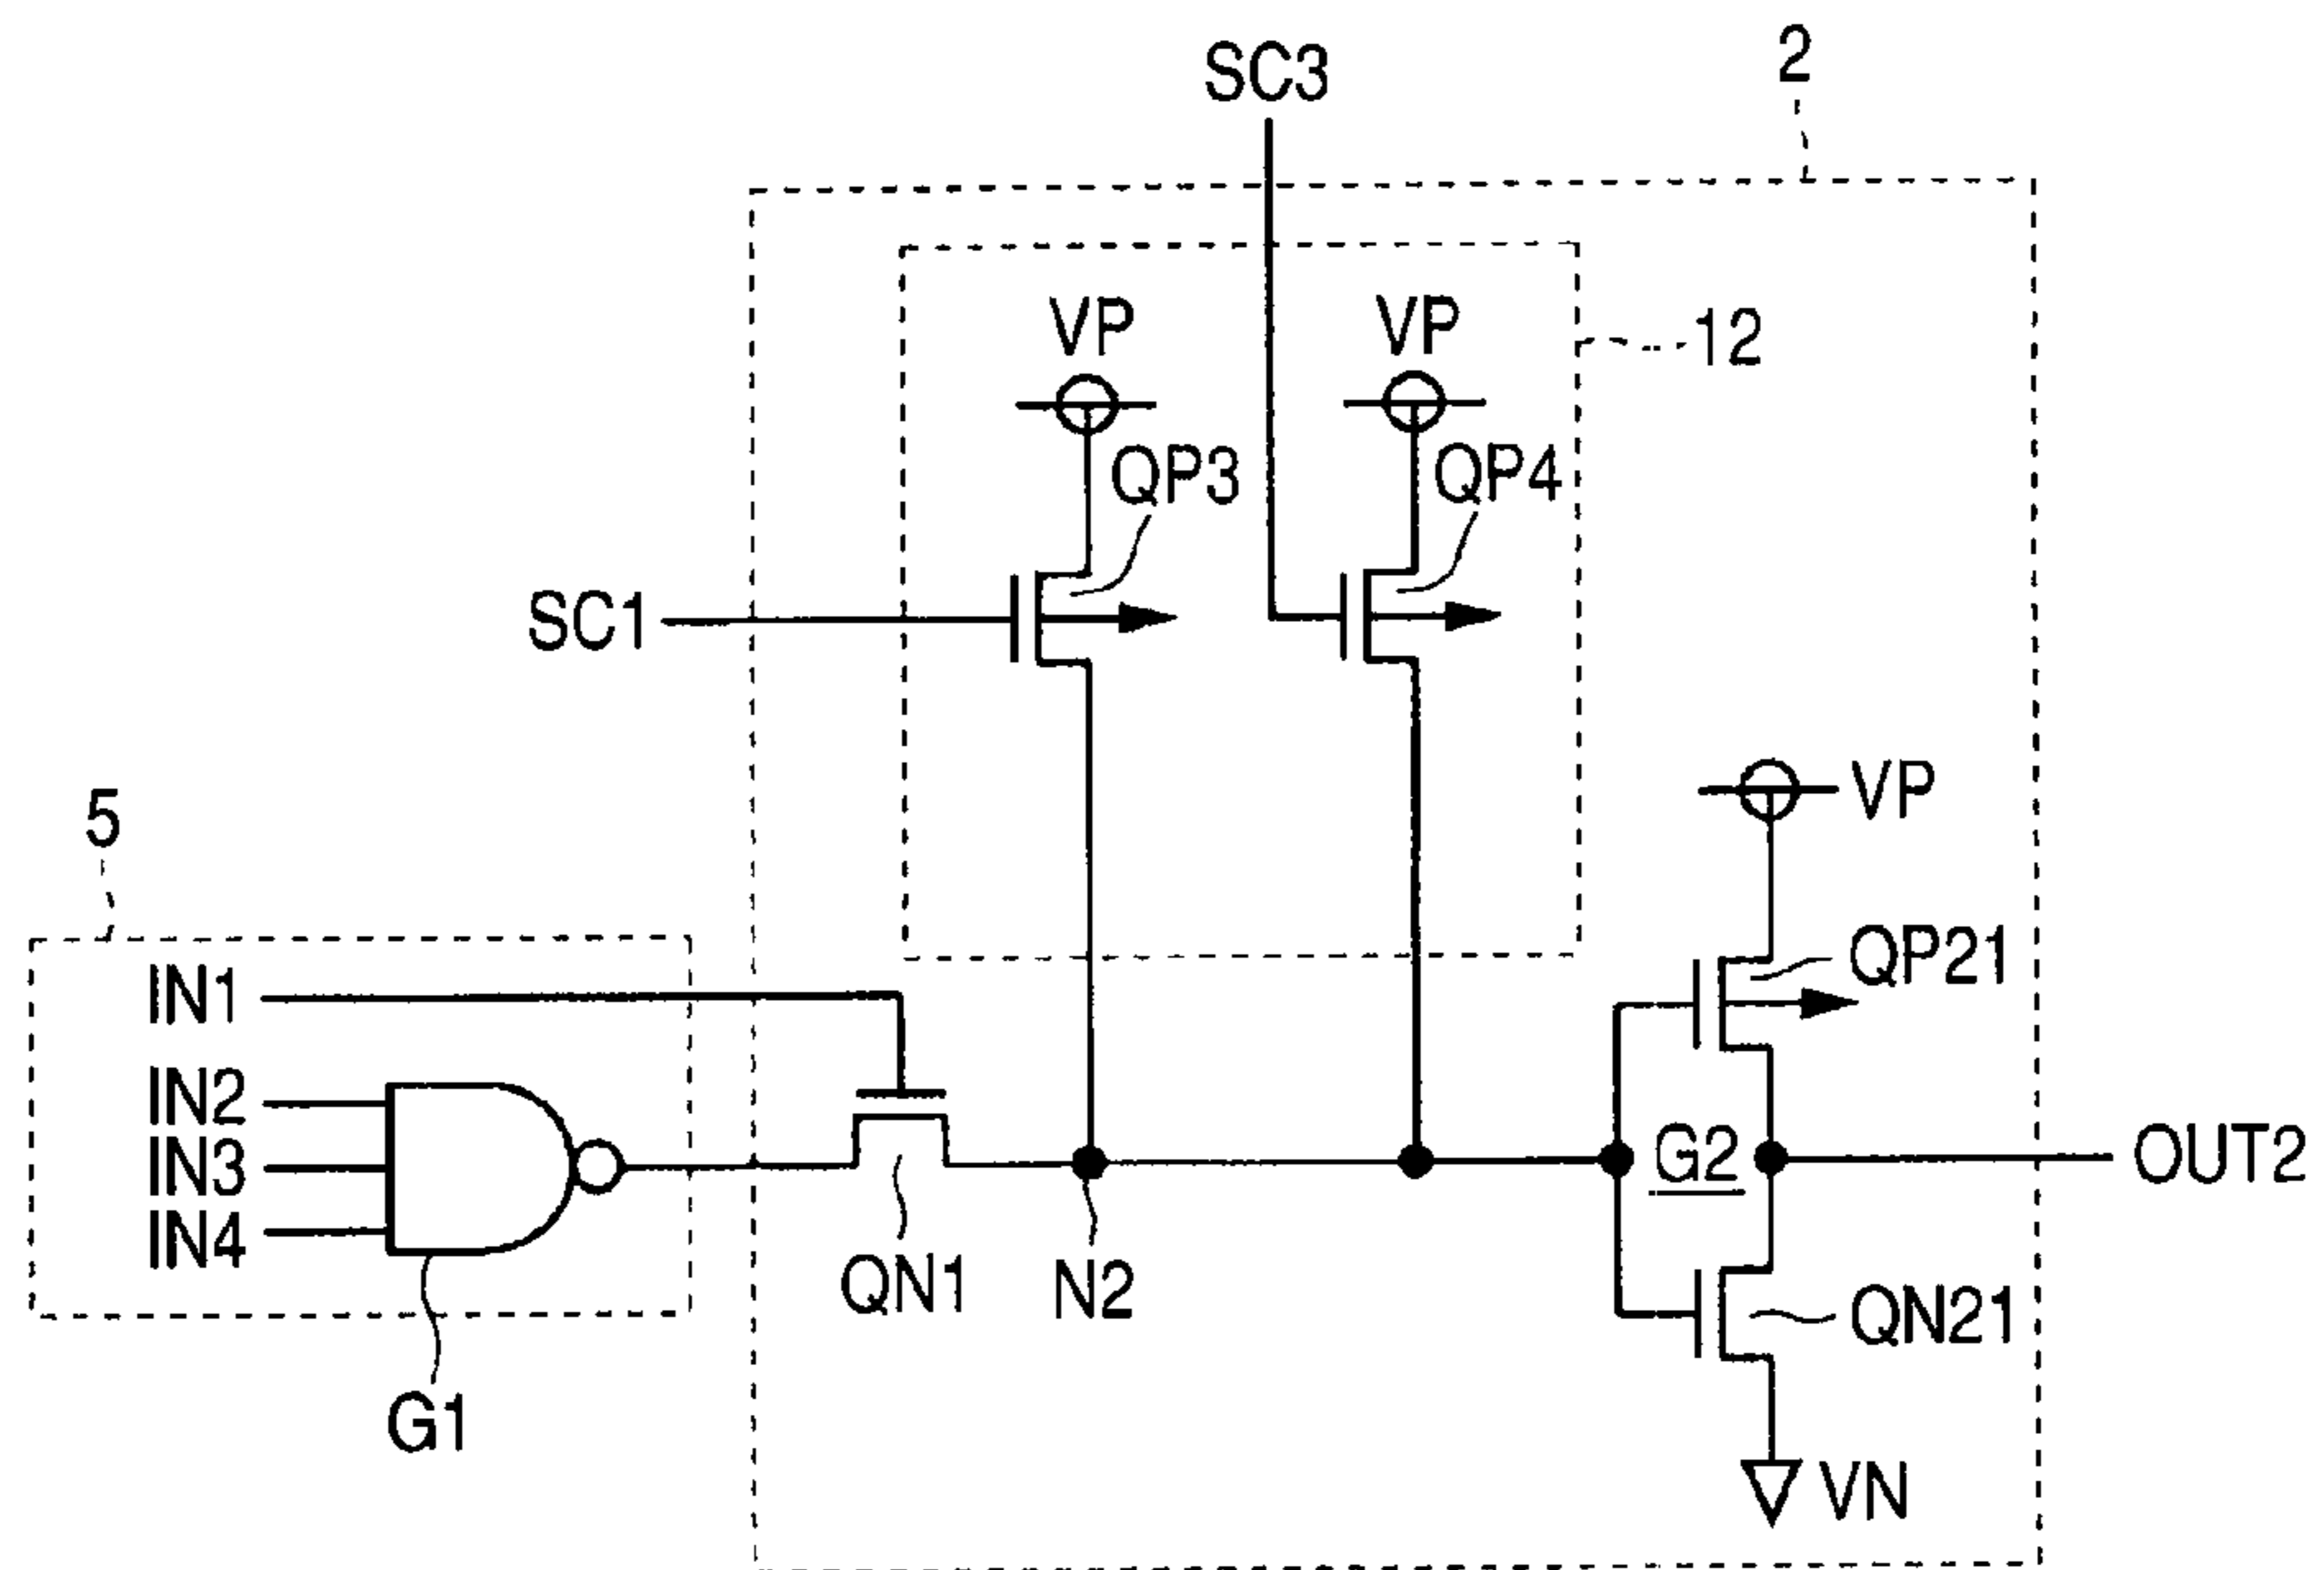 2
SC3
12
VP
VP
QP3
QP4
SC1
VP
5
QP21
IN1
IN2
IN3
IN4
G2
OUT2
QN1
N2
QN21
G1
VN